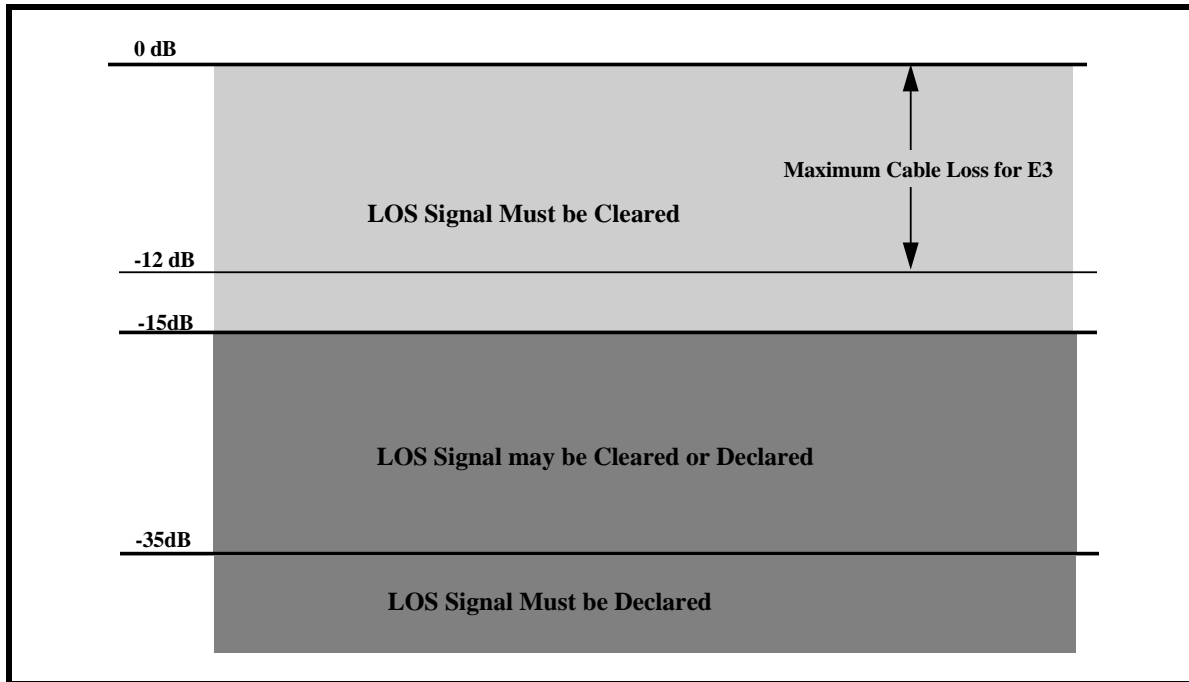 0 dB
Maximum Cable Loss for E3
LOS Signal Must be Cleared
-12 dB
-15dB
LOS Signal may be Cleared or Declared
-35dB
LOS Signal Must be Declared